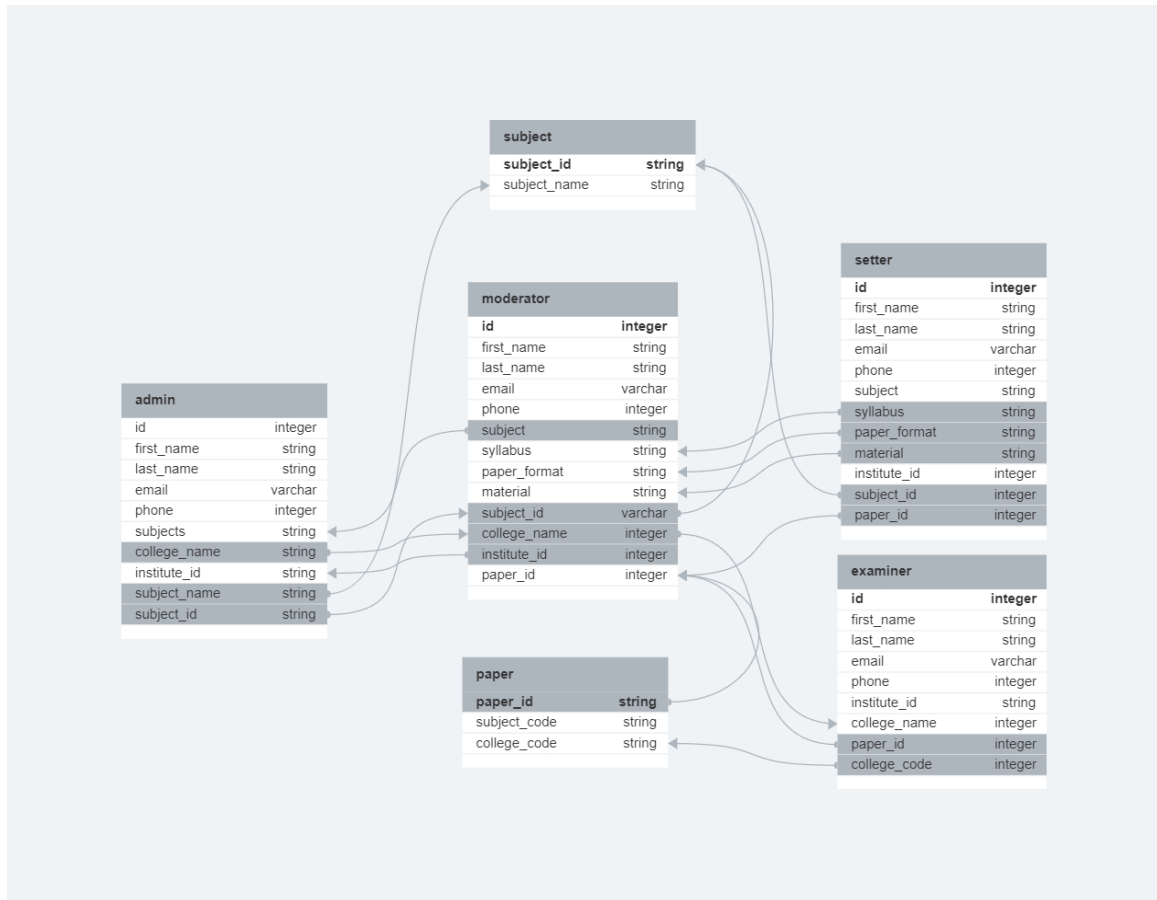 subject
subject_id string
subject_name string
setter
id integer
first_name string
last_name string
email varchar
phone integer
subject string
syllabus string
paper_format string
material string
institute_id integer
subject_id integer
paper_id integer
moderator
id integer
first_name string
last_name string
email varchar
phone integer
subject string
syllabus string
paper_format string
material string
subject_id varchar
college_name integer
institute_id integer
paper_id integer
admin
id integer
first_name string
last_name string
email varchar
phone integer
subjects string
college_name string
institute_id string
subject_name string
subject_id string
examiner
id integer
first_name string
last_name string
email varchar
phone integer
institute_id string
college_name integer
paper_id integer
college_code integer
paper
paper_id string
subject_code string
college_code string